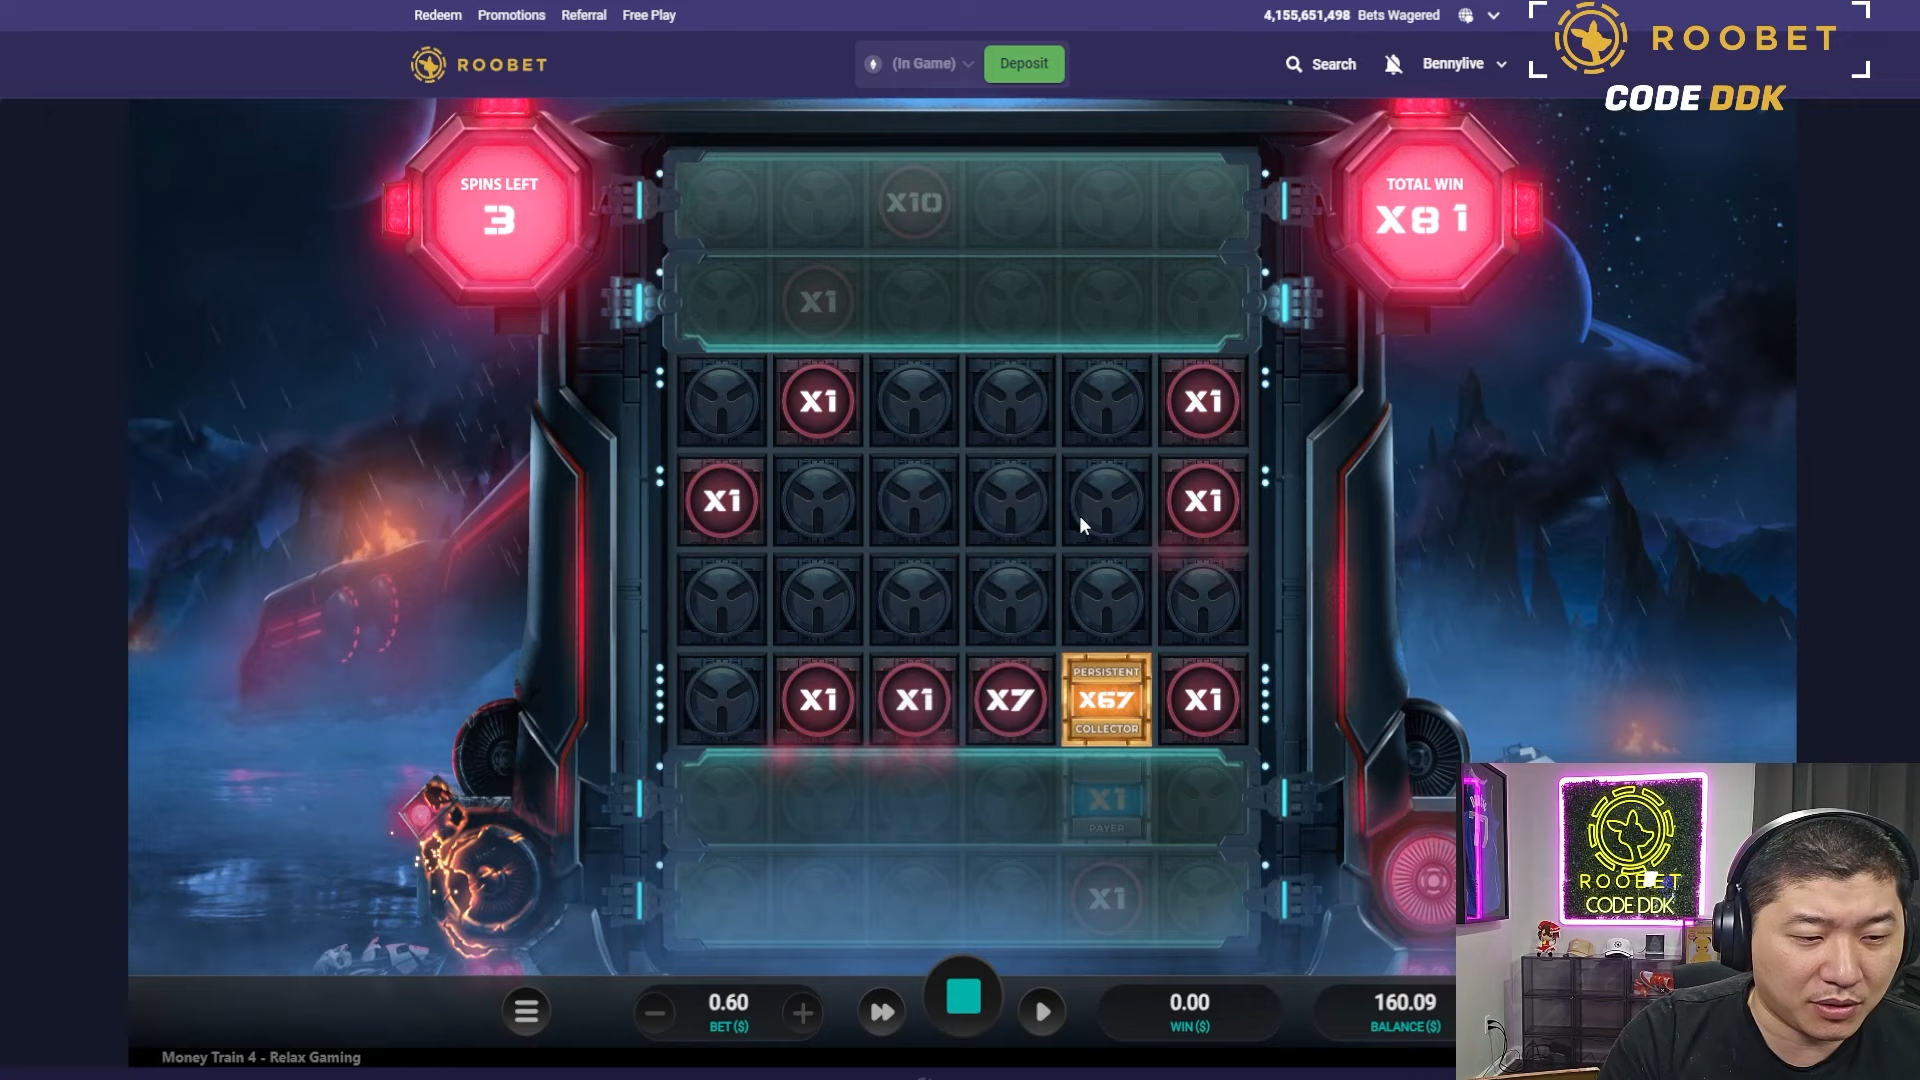 Redeem Promotions Referral Free Play
4,155,651,498 Bets Wagered
ROOBET
ROOBET
(In Game)
Deposit
Search
Bennylive
CODE DDK
SPINS LEFT
3
TOTAL WIN
X81
X10
X1
X1
X1
X1
X1
X1
X1
X7
PERSISTENT
X67
COLLECTOR
X1
X1
PAYER
X1
ROOBET
CODE DDK
0.60
BET($)
0.00
WIN($)
160.09
BALANCE($)
Money Train 4 - Relax Gaming